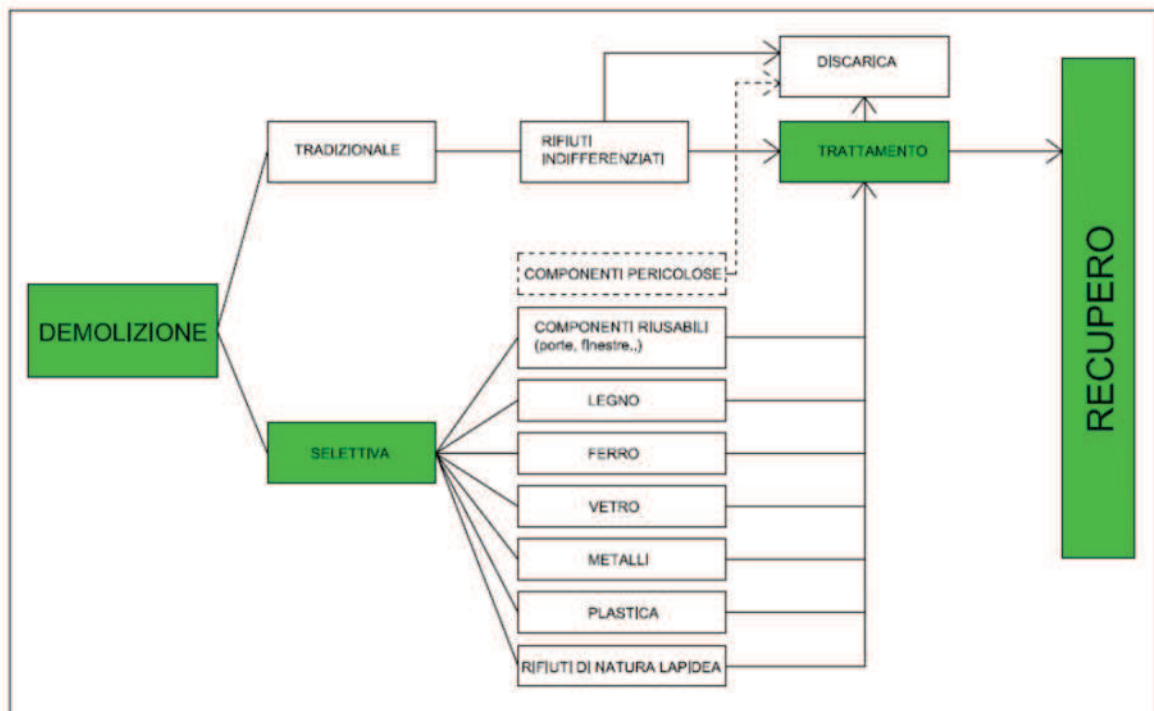 DISCARICA
TRADIZIONALE
RIFIUTI
INDIFFERENZIATI
TRATTAMENTO
COMPONENTI PERICOLOSE
DEMOLIZIONE
COMPONENTI RIUSABILI
(porte, finestre,.)
LEGNO
SELETTIVA
FERRO
VETRO
METALLI
PLASTICA
RIFIUTI DI NATURA LAPIDEA
RECUPERO